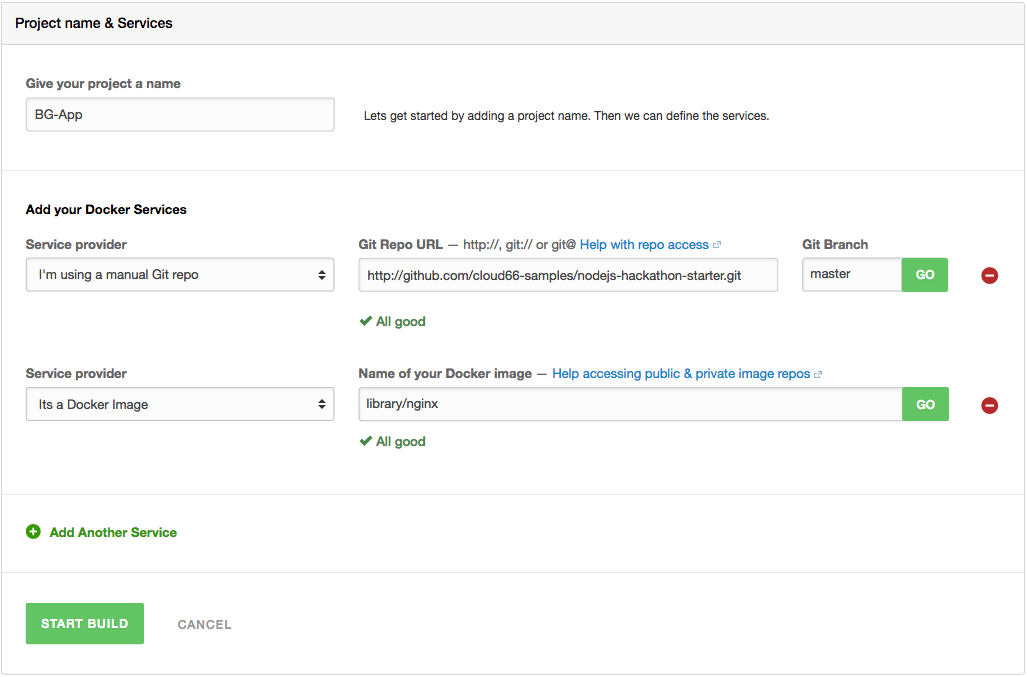 Project name & Services
Give your project a name
BG-App
Lets get started by adding a project name. Then we can define the services.
Add your Docker Services
Service provider
Git Repo URL — http://, git:// or git@ Help with repo access
Git Branch
I'm using a manual Git repo
http://github.com/cloud66-samples/nodejs-hackathon-starter.git
master
GO
All good
Service provider
Name of your Docker image — Help accessing public & private image repos
Its a Docker Image
library/nginx
GO
All good
Add Another Service
START BUILD
CANCEL